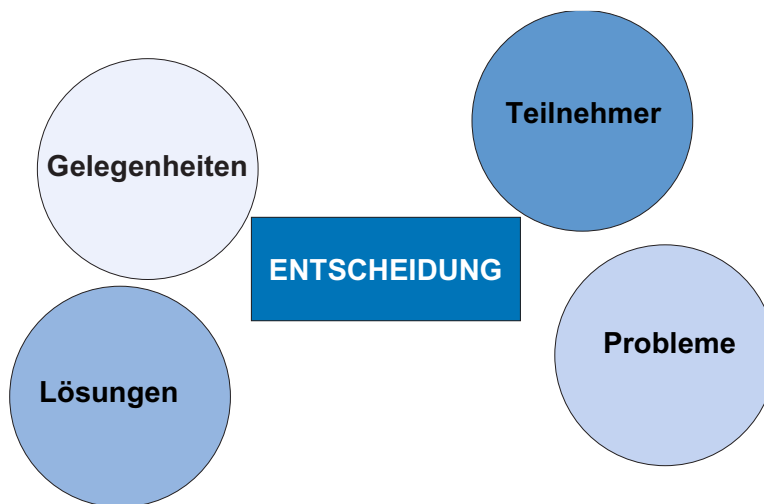 Teilnehmer
Gelegenheiten
ENTSCHEIDUNG
Probleme
Lösungen